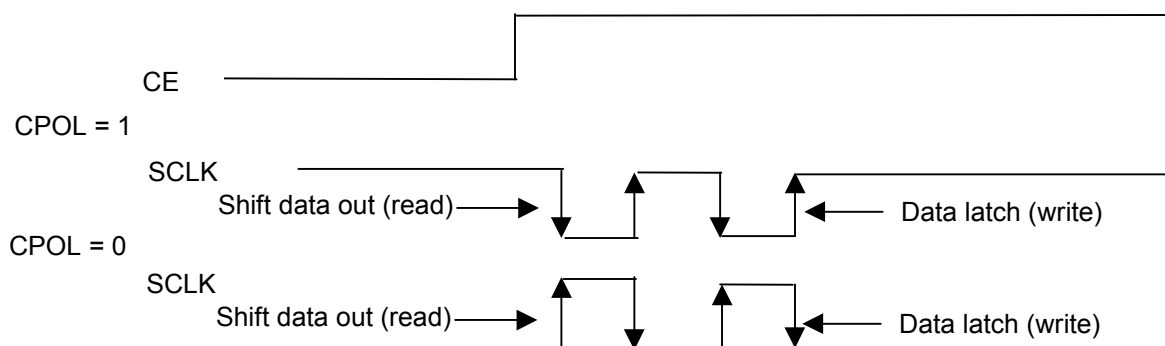 CE
CPOL = 1
SCLK
Shift data out (read)
Data latch (write)
CPOL = 0
SCLK
Shift data out (read)
Data latch (write)